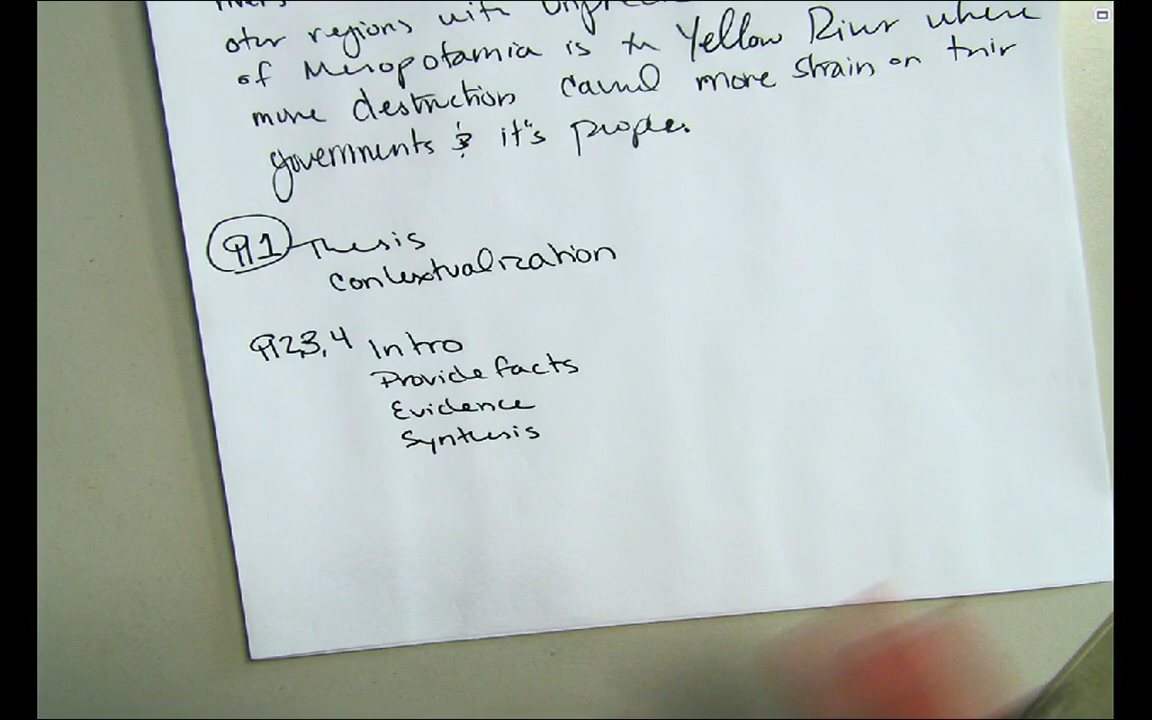 other regions with
of Mesopotamia is the Yellow River where
more destruction caused more strain on their
governments & it's people.
¶1 Thesis
Contextualization
¶2,3,4 Intro
Provide facts
Evidence
Synthesis